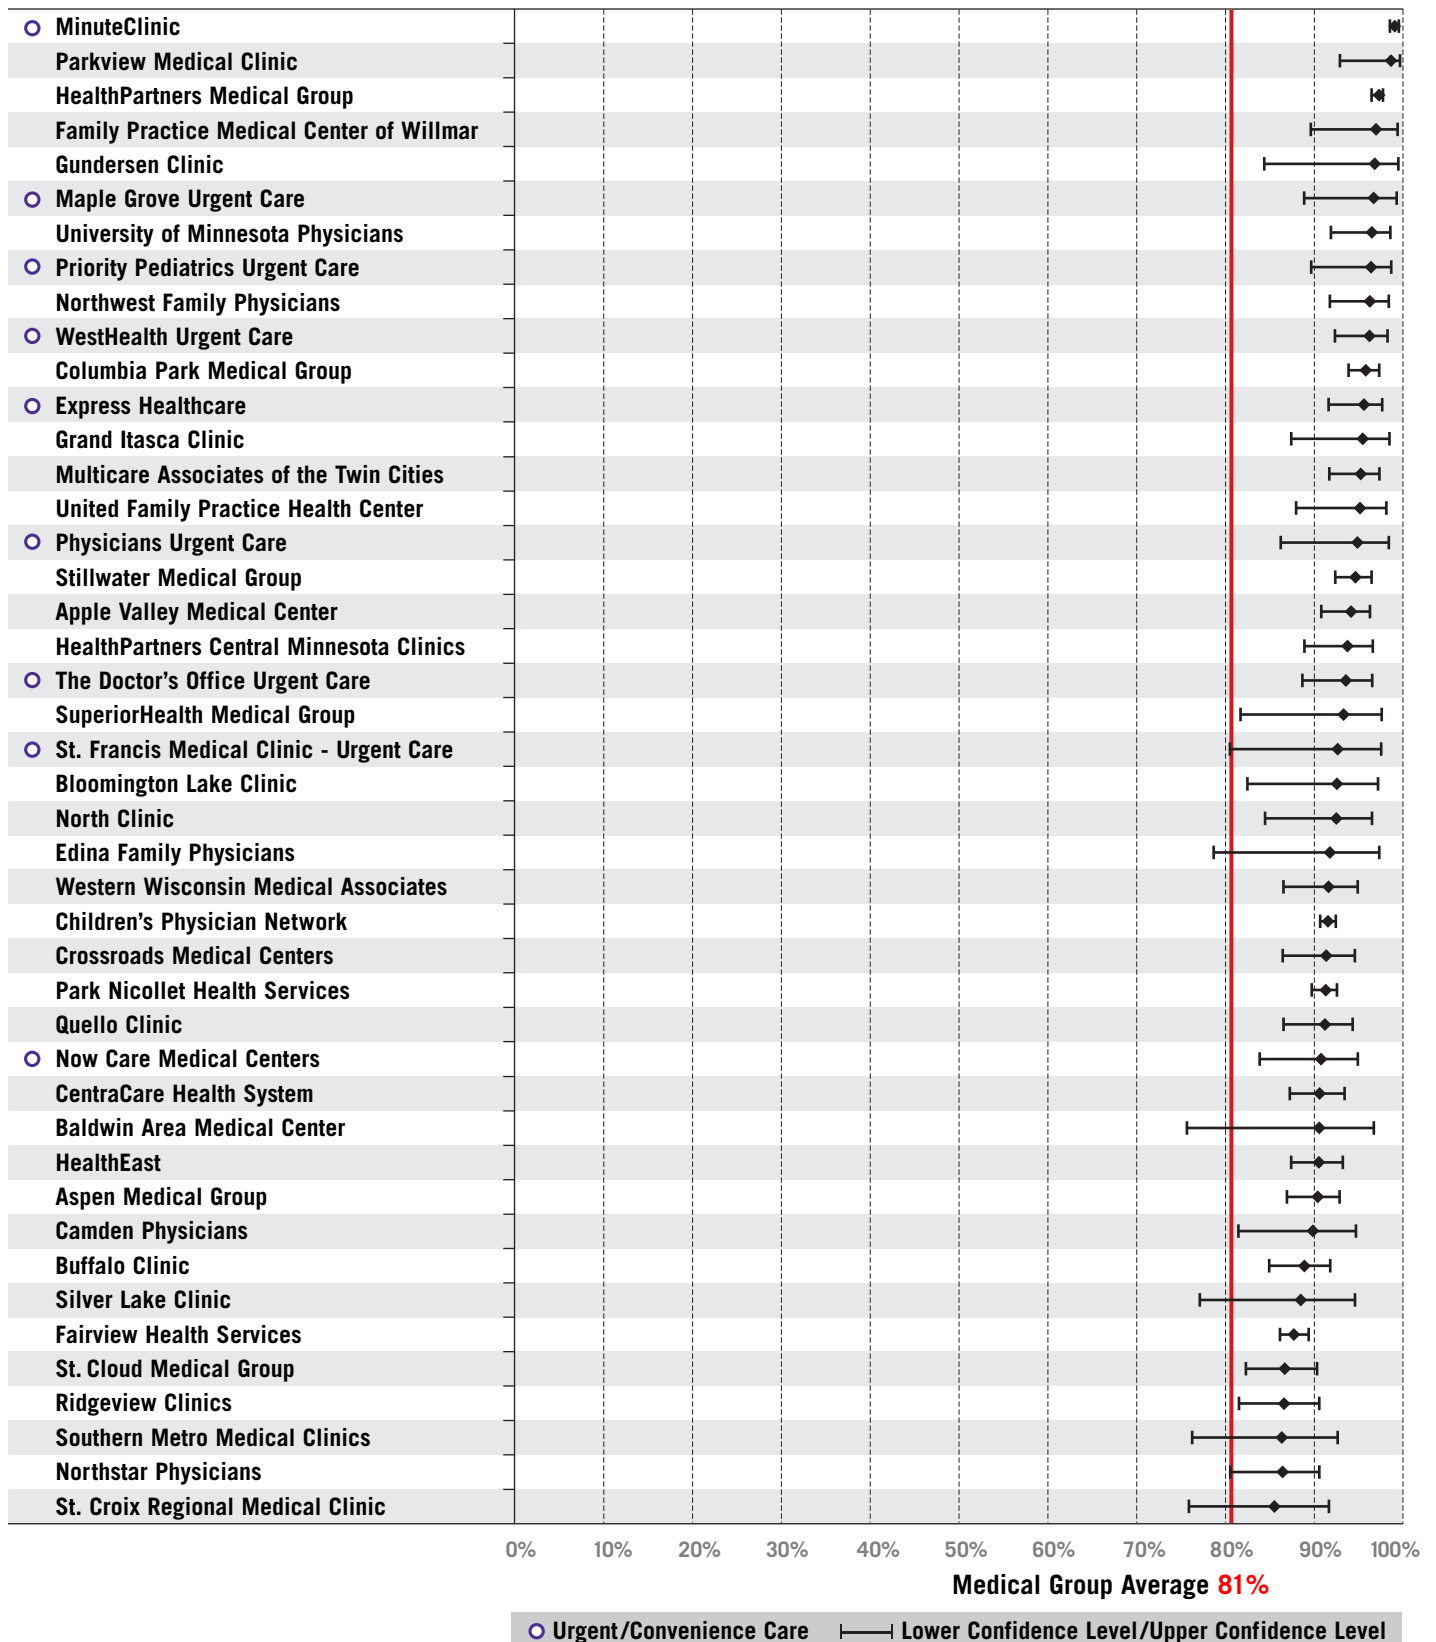 MinuteClinic
Parkview Medical Clinic
HealthPartners Medical Group
Family Practice Medical Center of Willmar
Gundersen Clinic
Maple Grove Urgent Care
University of Minnesota Physicians
Priority Pediatrics Urgent Care
Northwest Family Physicians
WestHealth Urgent Care
Columbia Park Medical Group
Express Healthcare
Grand Itasca Clinic
Multicare Associates of the Twin Cities
United Family Practice Health Center
Physicians Urgent Care
Stillwater Medical Group
Apple Valley Medical Center
HealthPartners Central Minnesota Clinics
The Doctor’s Office Urgent Care
SuperiorHealth Medical Group
St. Francis Medical Clinic - Urgent Care
Bloomington Lake Clinic
North Clinic
Edina Family Physicians
Western Wisconsin Medical Associates
Children’s Physician Network
Crossroads Medical Centers
Park Nicollet Health Services
Quello Clinic
Now Care Medical Centers
CentraCare Health System
Baldwin Area Medical Center
HealthEast
Aspen Medical Group
Camden Physicians
Buffalo Clinic
Silver Lake Clinic
Fairview Health Services
St. Cloud Medical Group
Ridgeview Clinics
Southern Metro Medical Clinics
Northstar Physicians
St. Croix Regional Medical Clinic
0% 10% 20% 30% 40% 50% 60% 70% 80% 90% 100%
Medical Group Average 81%
Urgent/Convenience Care Lower Confidence Level/Upper Confidence Level